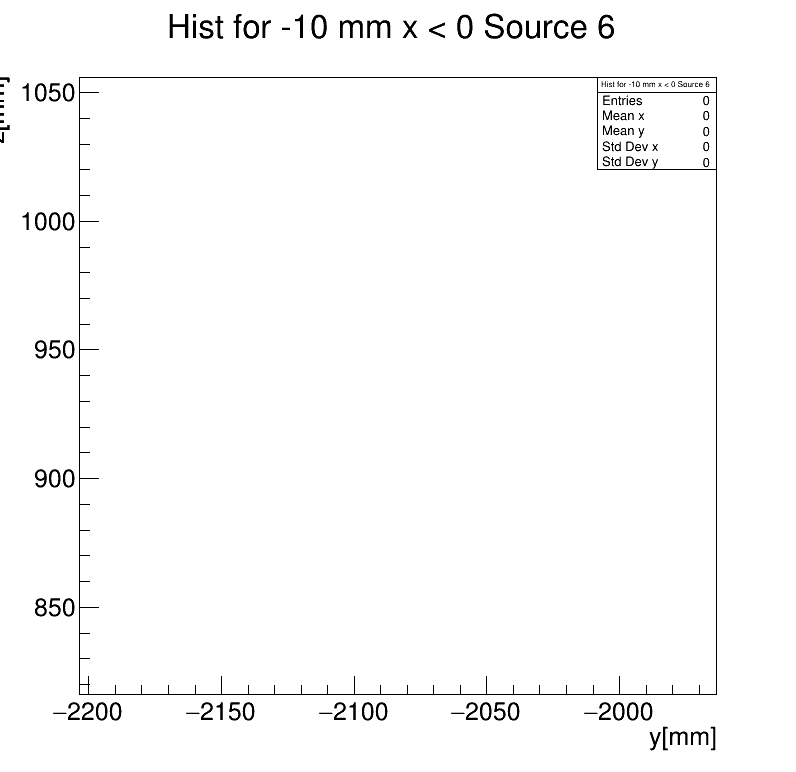 Hist for -10 mm x < 0 Source 6
z[mm]
Hist for -10 mm x < 0 Source 6
Entries 0
Mean x 0
Mean y 0
Std Dev x 0
Std Dev y 0
1050
1000
950
900
850
−2200 −2150 −2100 −2050 −2000
y[mm]